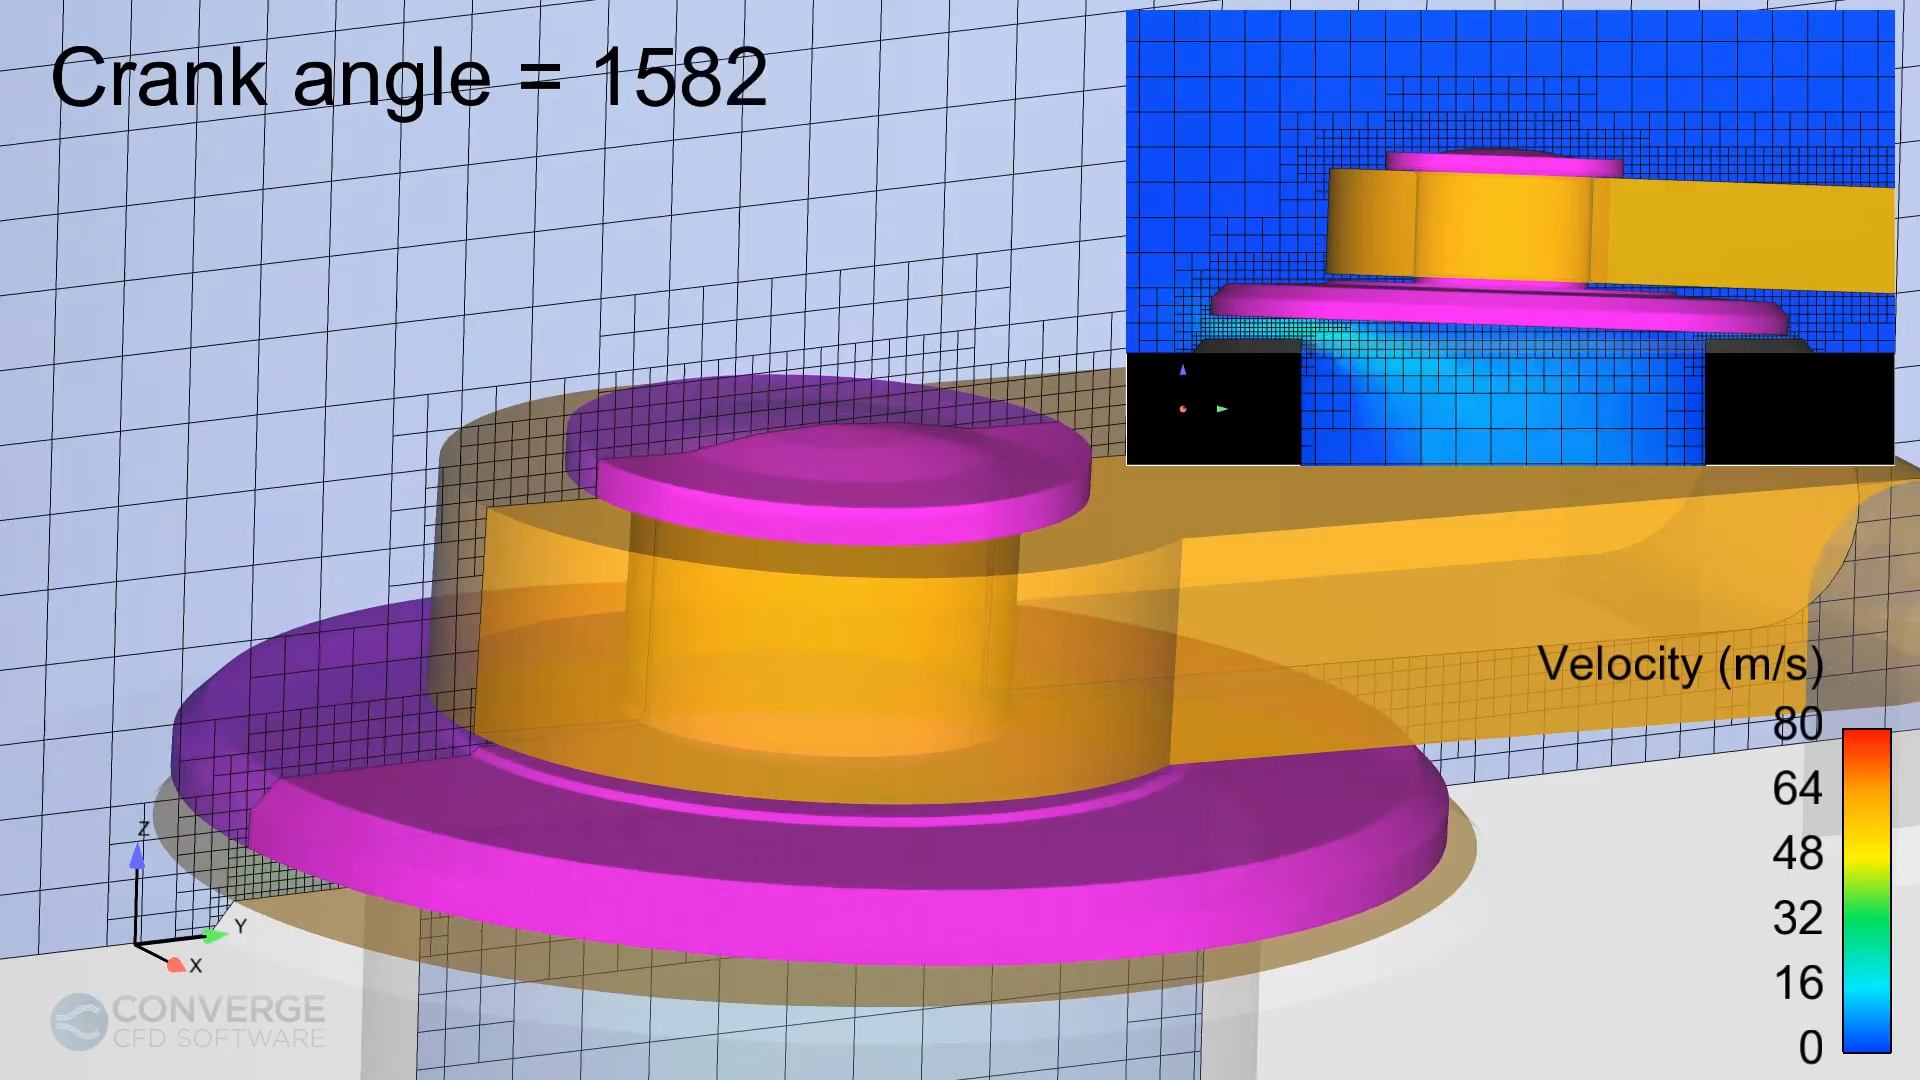 Crank angle = 1582
Velocity (m/s)
80
64
48
32
16
0
Z
Y
X
CONVERGE
CFD SOFTWARE